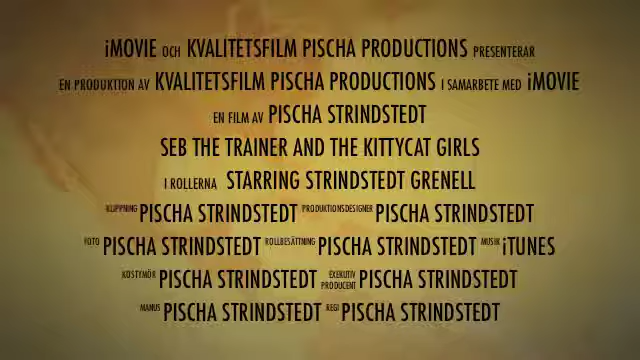 iMOVIE OCH KVALITETSFILM PISCHA PRODUCTIONS PRESENTERAR
EN PRODUKTION AV KVALITETSFILM PISCHA PRODUCTIONS I SAMARBETE MED iMOVIE
EN FILM AV PISCHA STRINDSTEDT
SEB THE TRAINER AND THE KITTYCAT GIRLS
I ROLLERNA STARRING STRINDSTEDT GRENELL
KLIPPNING PISCHA STRINDSTEDT PRODUKTIONSDESIGNER PISCHA STRINDSTEDT
FOTO PISCHA STRINDSTEDT ROLLBESÄTTNING PISCHA STRINDSTEDT MUSIK iTUNES
KOSTYMÖR PISCHA STRINDSTEDT EXEKUTIV PRODUCENT PISCHA STRINDSTEDT
MANUS PISCHA STRINDSTEDT REGI PISCHA STRINDSTEDT